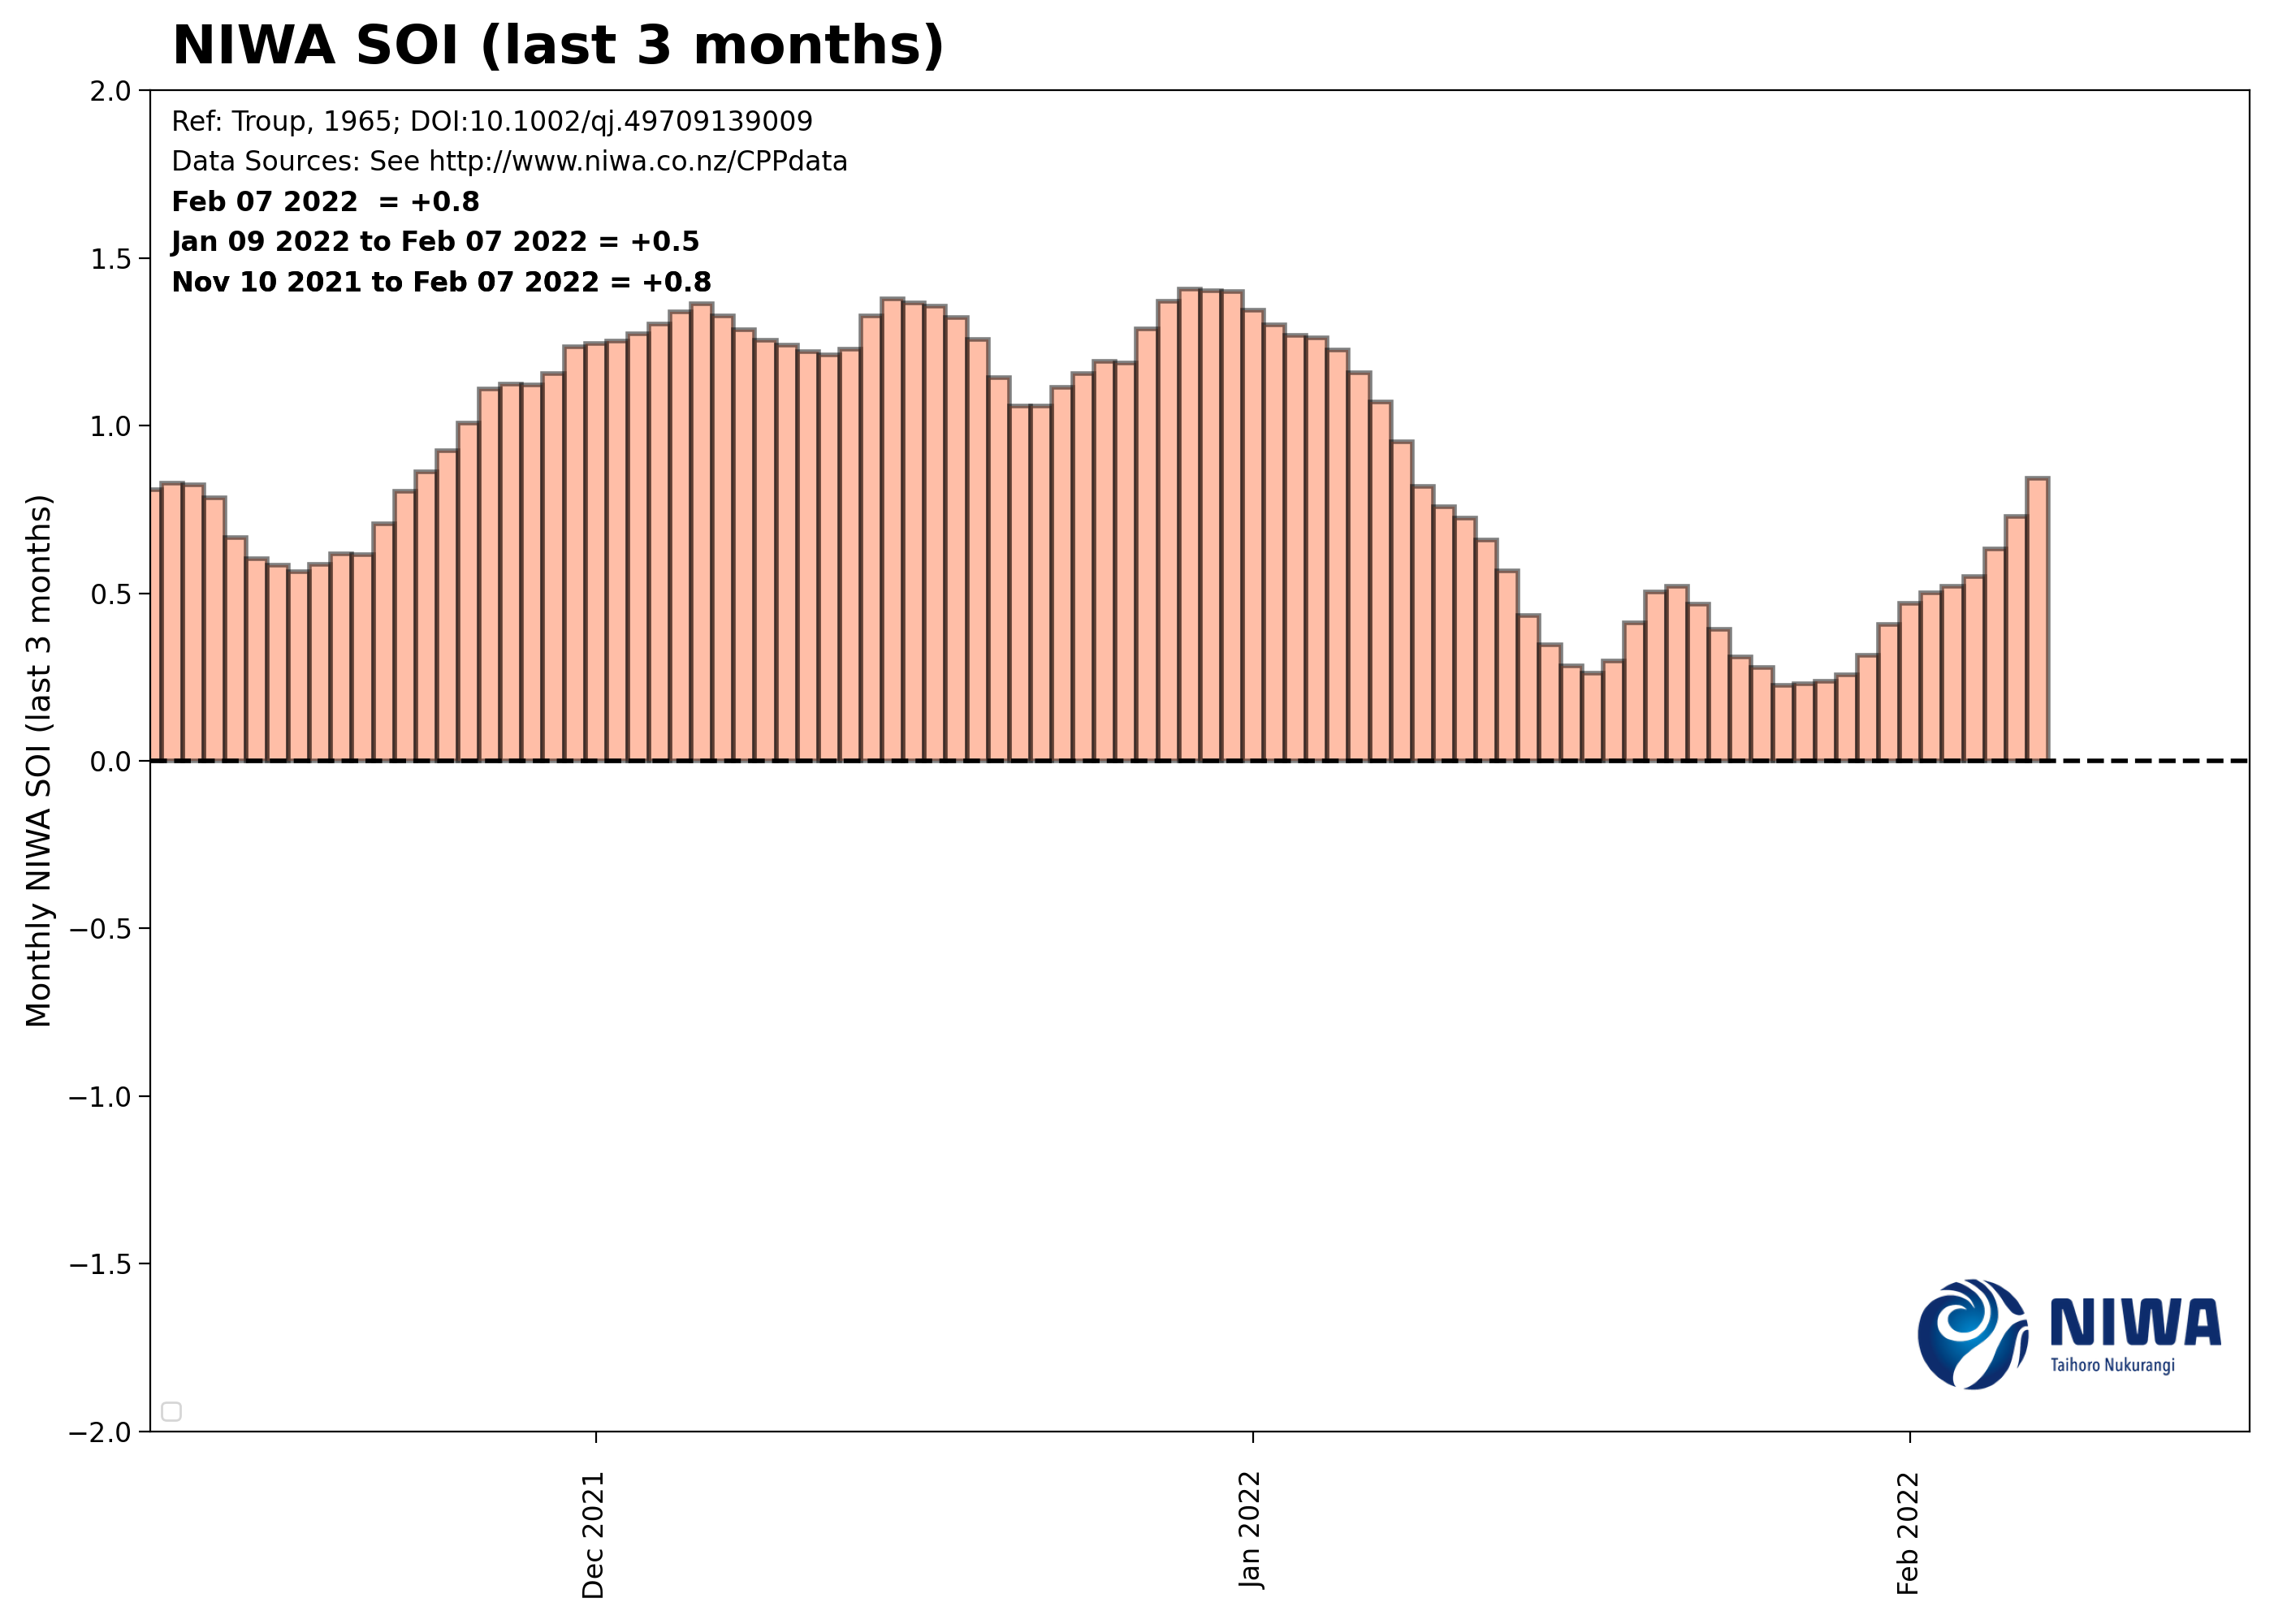 NIWA SOI (last 3 months)
Ref: Troup, 1965; DOI:10.1002/qj.49709139009
Data Sources: See http://www.niwa.co.nz/CPPdata
Feb 07 2022  = +0.8
Jan 09 2022 to Feb 07 2022 = +0.5
Nov 10 2021 to Feb 07 2022 = +0.8
Monthly NIWA SOI (last 3 months)
2.0
1.5
1.0
0.5
0.0
−0.5
−1.0
−1.5
−2.0
Dec 2021
Jan 2022
Feb 2022
NIWA
Taihoro Nukurangi